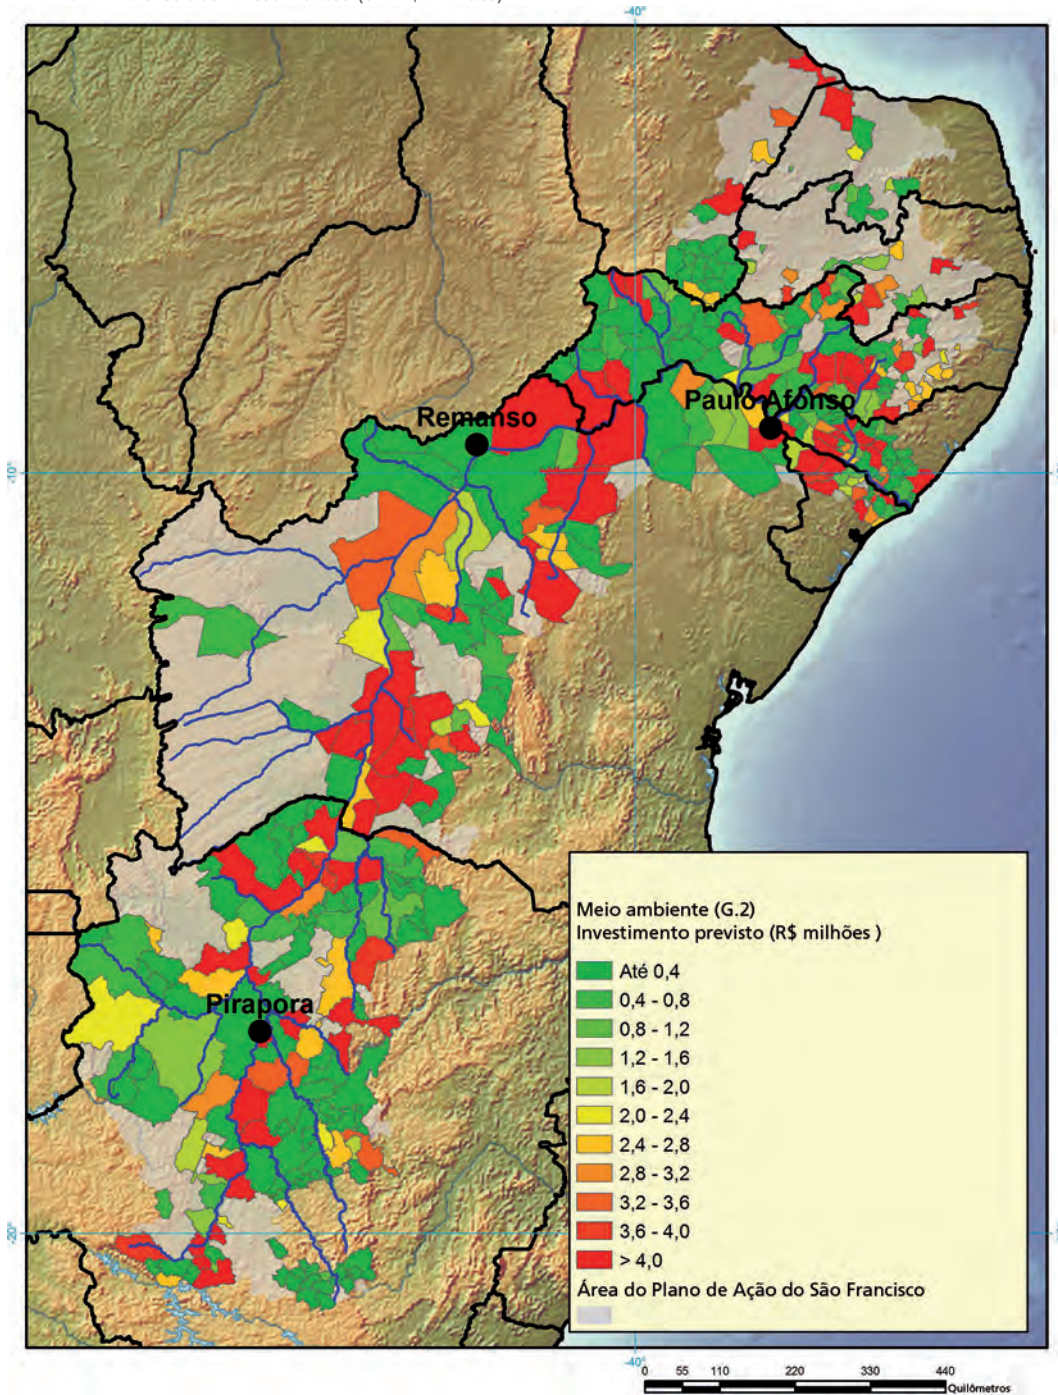 -40°
Remanso
Paulo Afonso
-10°
Pirapora
-20°
Meio ambiente (G.2)
Investimento previsto (R$ milhões )
Até 0,4
0,4 - 0,8
0,8 - 1,2
1,2 - 1,6
1,6 - 2,0
2,0 - 2,4
2,4 - 2,8
2,8 - 3,2
3,2 - 3,6
3,6 - 4,0
> 4,0
Área do Plano de Ação do São Francisco
-40°
0 55 110 220 330 440
Quilômetros